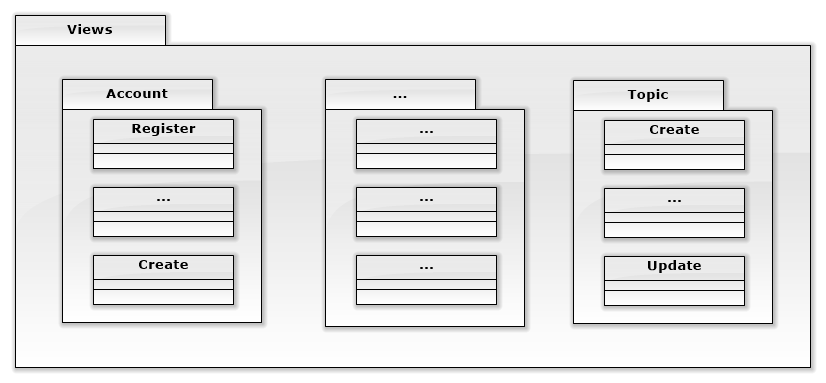 Views
Account
...
Topic
Register
...
Create
...
...
...
Create
...
Update